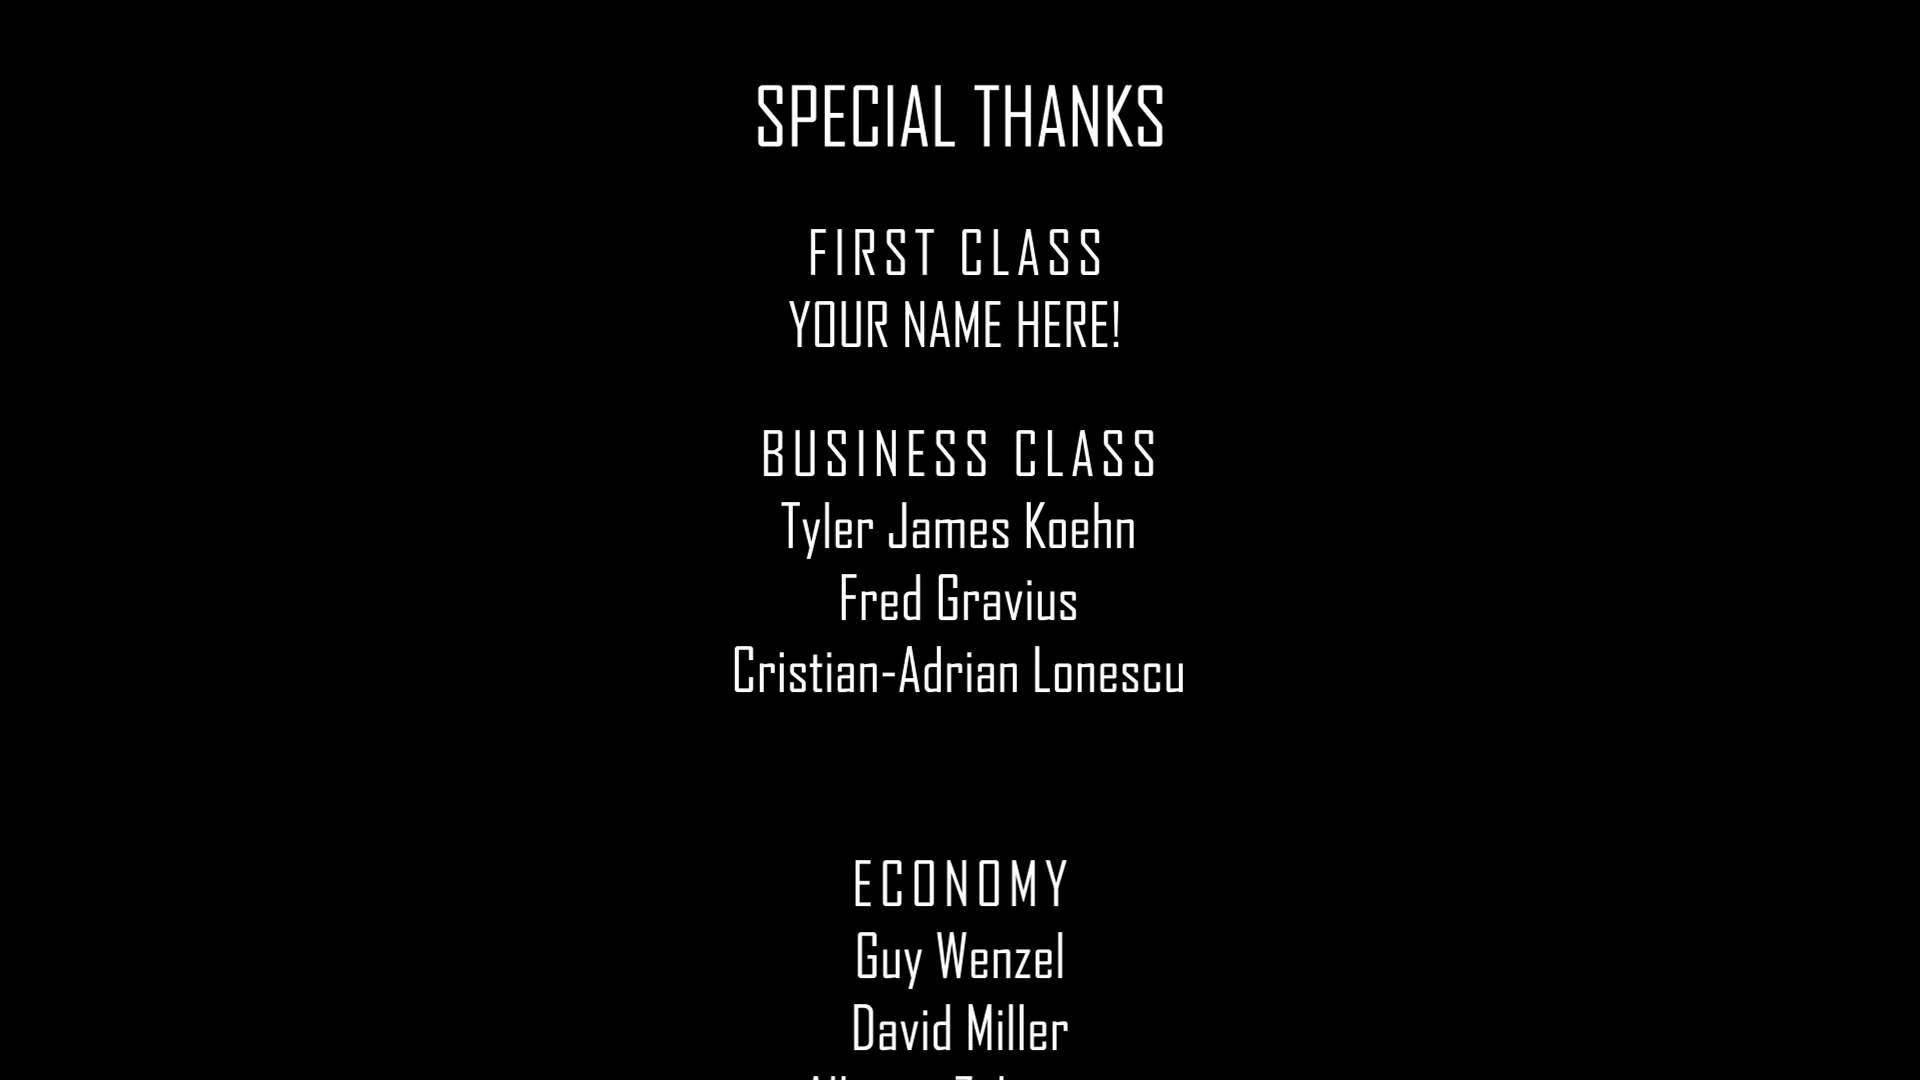 SPECIAL THANKS
FIRST CLASS
YOUR NAME HERE!
BUSINESS CLASS
Tyler James Koehn
Fred Gravius
Cristian-Adrian Lonescu
ECONOMY
Guy Wenzel
David Miller